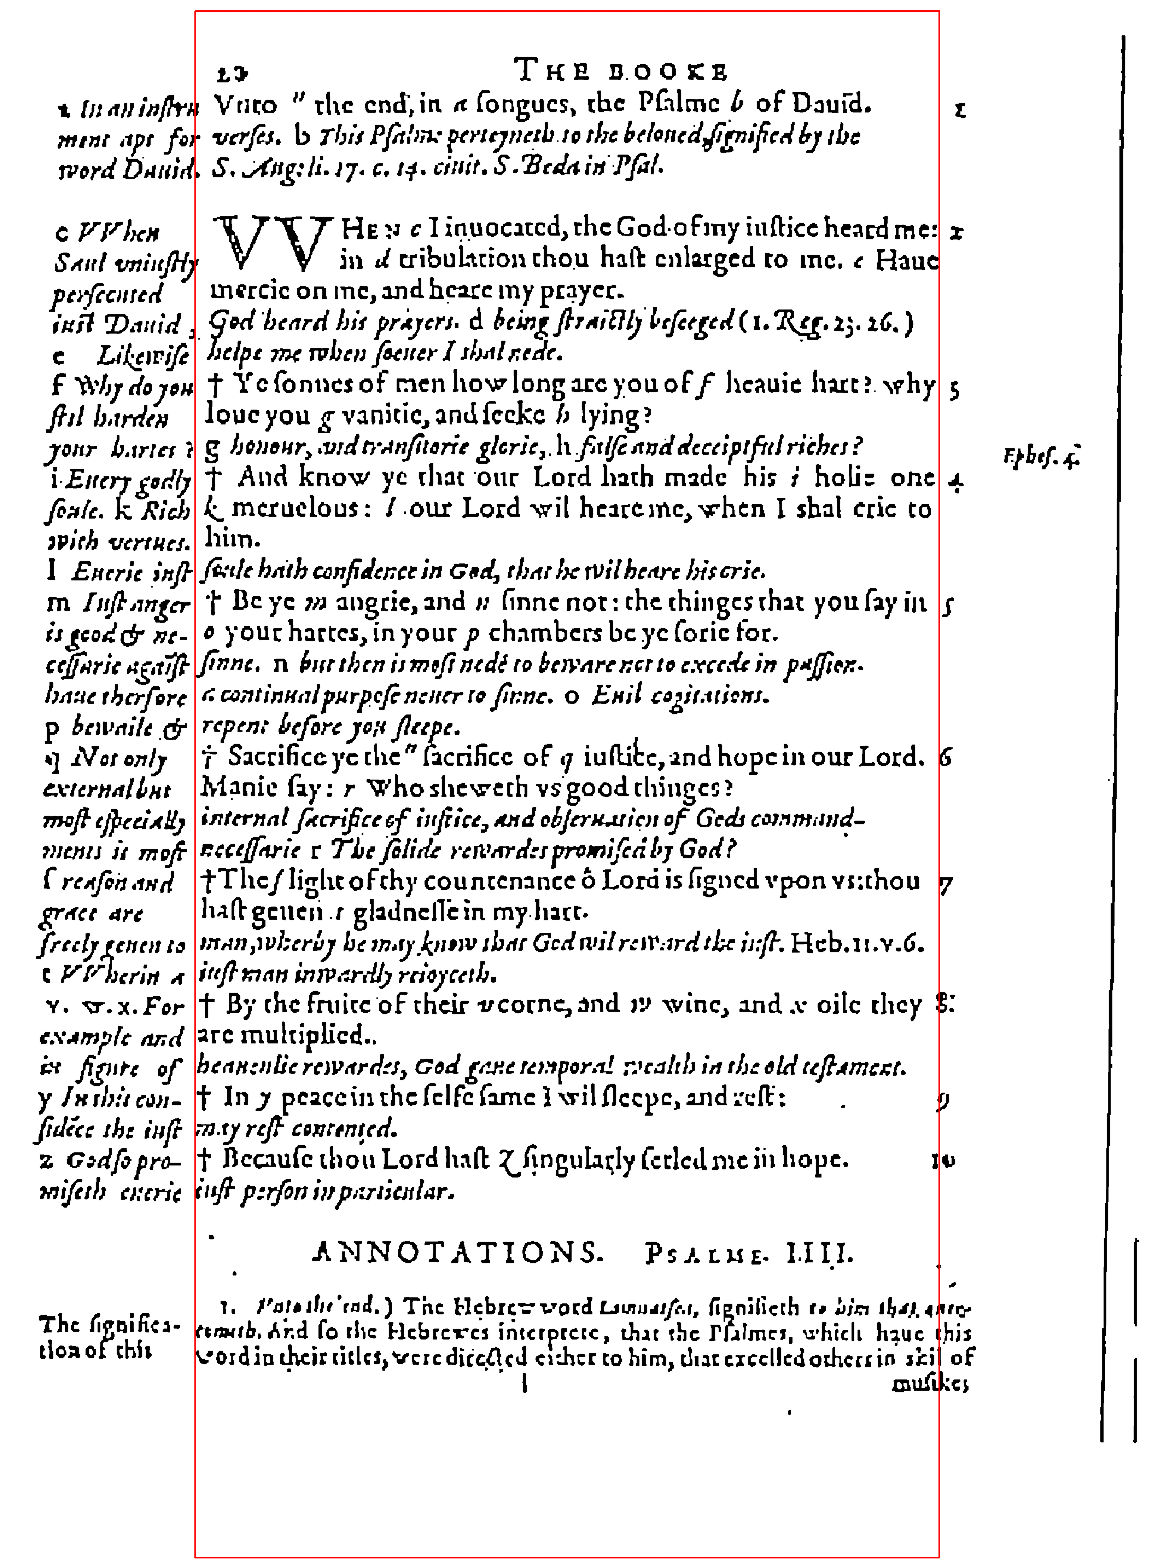 20 THE BOOKE
a In an instru Vnto " the end, in a songues, the Psalme b of Dauid. 1
ment apt for verses. b This Psalme perteyneth to the beloued, signified by the
word Dauid. S. Aug. li. 17. c. 14. ciuit. S. Beda in Psal.
c VVhen VVHEN c I inuocated, the God of my iustice heard me: 2
Saul vniustly in d tribulation thou hast enlarged to me. e Haue
persecuted mercie on me, and heare my prayer.
iust Dauid, God heard his prayers. d being straictly beseeged (1. Reg. 23. 26.)
e Likewise helpe me when soeuer I shal nede.
f Why do you † Ye sonnes of men how long are you of f heauie hart? why 3
stil harden loue you g vanitie, and seeke h lying?
your hartes? g honour, and transitorie glorie, h false and deceiptful riches?
i Euery godly † And know ye that our Lord hath made his i holie one 4 Ephes. 4.
soule. k Rich k meruelous: l our Lord wil heare me, when I shal crie to
with vertues. him.
l Euerie iust soule hath confidence in God, that he wil heare his crie.
m Iust anger † Be ye m angrie, and n sinne not: the thinges that you say in 5
is good & ne- o your hartes, in your p chambers be ye sorie for.
cessarie agaĩst sinne. n but then is most nedé to beware not to excede in passion.
haue therfore a continual purpose neuer to sinne. o Euil cogitations.
p bewaile & repent before you sleepe.
q Not only † Sacrifice ye the " sacrifice of q iustice, and hope in our Lord. 6
external but Manie say: r Who sheweth vs good thinges?
most especially internal sacrifice of iustice, and obseruation of Gods command-
ments is most necessarie r The solide rewardes promised by God?
ſ reason and † The ſ light of thy countenance ô Lord is signed vpon vs: thou 7
grace are hast geuen t gladnesse in my hart.
freely geuen to man, wherby he may know that God wil reward the iust. Heb. 11. v. 6.
t VVherin a iust man inwardly reioyceth.
v. w. x. For † By the fruite of their v corne, and w wine, and x oile they 8
example and are multiplied.
in figure of heauenlie rewardes, God gaue temporal wealth in the old testament.
y In this con- † In y peace in the selfe same I wil sleepe, and rest: 9
fidẽce the iust may rest contented.
z God so pro- † Because thou Lord hast z singularly setled me in hope. 10
miseth euerie iust person in particular.
ANNOTATIONS. PSALME. IIII.
1. Vnto the end.) The Hebrew word Lamnatsea, signifieth to him that ouer-
The significa- cometh. And so the Hebrewes interprete, that the Psalmes, which haue this
tion of this word in their titles, were directed either to him, that excelled others in skil of
musike;